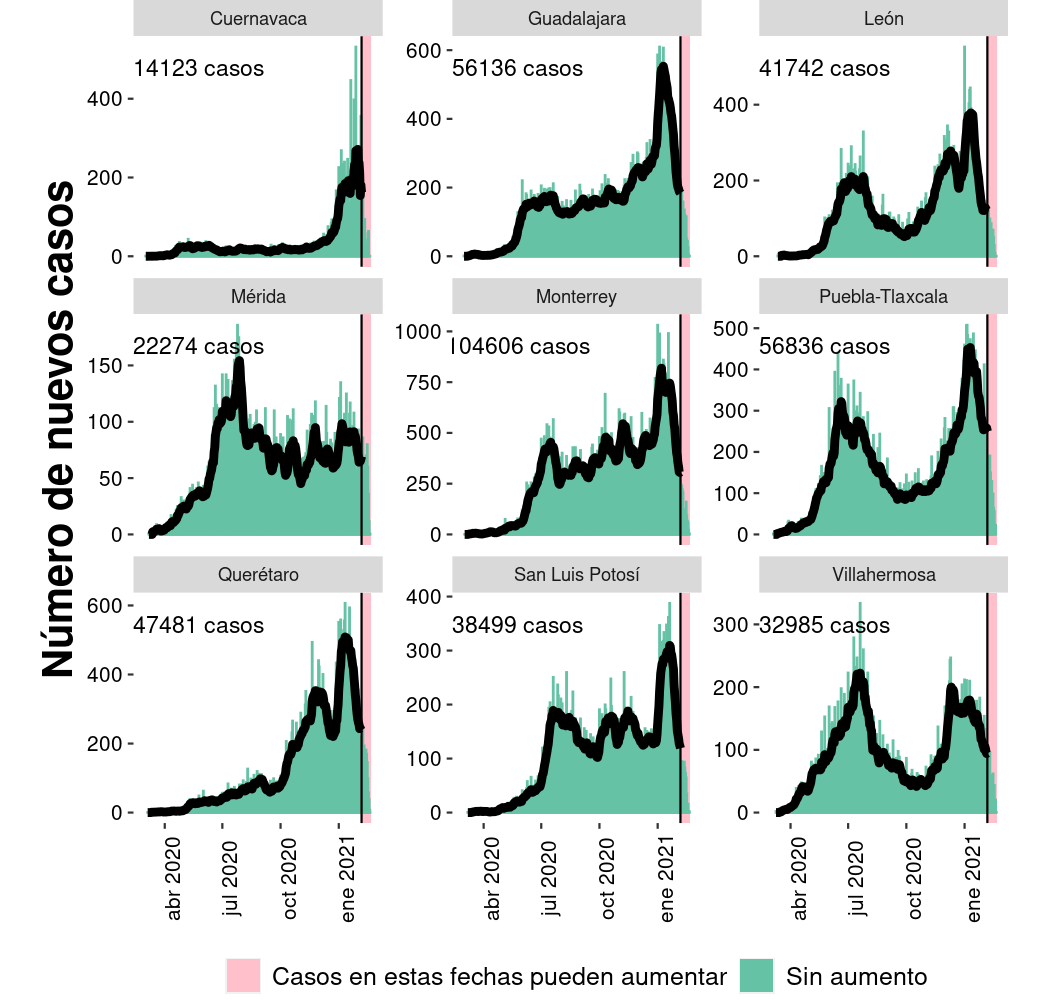 Número de nuevos casos
Cuernavaca
Guadalajara
León
14123 casos
56136 casos
41742 casos
400
200
0
600
400
200
0
400
200
0
Mérida
Monterrey
Puebla-Tlaxcala
22274 casos
104606 casos
56836 casos
150
100
50
0
1000
750
500
250
0
500
400
300
200
100
0
Querétaro
San Luis Potosí
Villahermosa
47481 casos
38499 casos
32985 casos
600
400
200
0
400
300
200
100
0
300
200
100
0
abr 2020
jul 2020
oct 2020
ene 2021
abr 2020
jul 2020
oct 2020
ene 2021
abr 2020
jul 2020
oct 2020
ene 2021
Casos en estas fechas pueden aumentar
Sin aumento